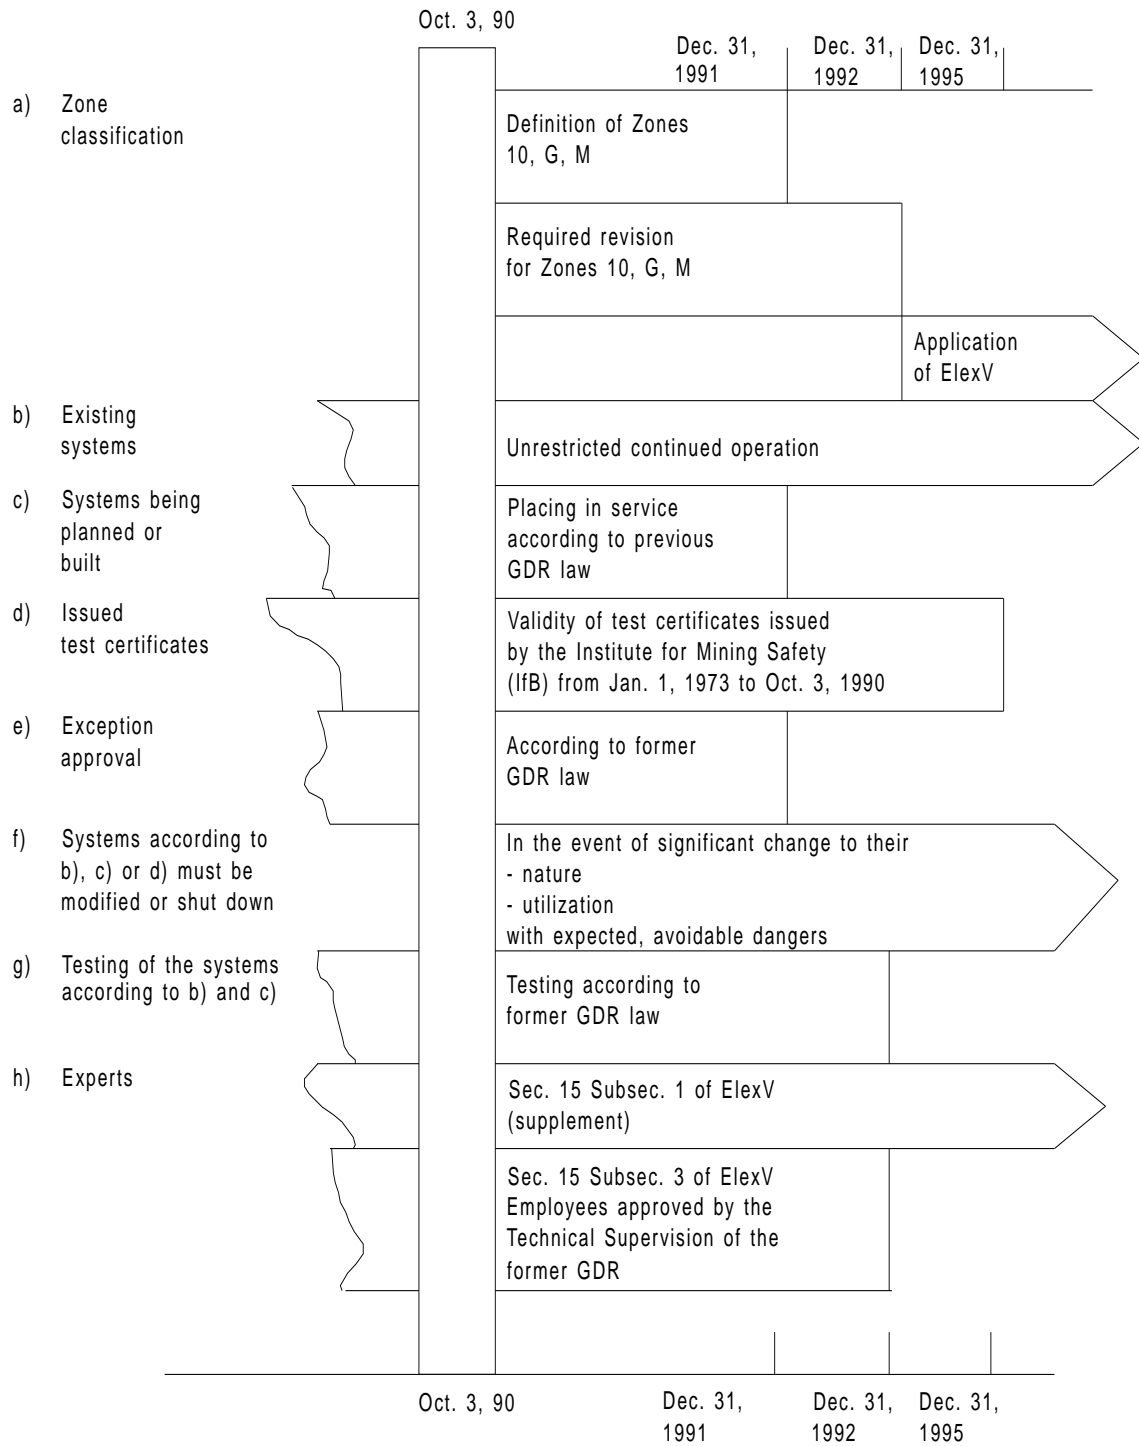 Oct. 3, 90
Dec. 31,
1991
Dec. 31,
1992
Dec. 31,
1995
a) Zone
classification
Definition of Zones
10, G, M
Required revision
for Zones 10, G, M
Application
of ElexV
b) Existing
systems
Unrestricted continued operation
c) Systems being
planned or
built
Placing in service
according to previous
GDR law
d) Issued
test certificates
Validity of test certificates issued
by the Institute for Mining Safety
(IfB) from Jan. 1, 1973 to Oct. 3, 1990
e) Exception
approval
According to former
GDR law
f) Systems according to
b), c) or d) must be
modified or shut down
In the event of significant change to their
- nature
- utilization
with expected, avoidable dangers
g) Testing of the systems
according to b) and c)
Testing according to
former GDR law
h) Experts
Sec. 15 Subsec. 1 of ElexV
(supplement)
Sec. 15 Subsec. 3 of ElexV
Employees approved by the
Technical Supervision of the
former GDR
Oct. 3, 90
Dec. 31,
1991
Dec. 31,
1992
Dec. 31,
1995